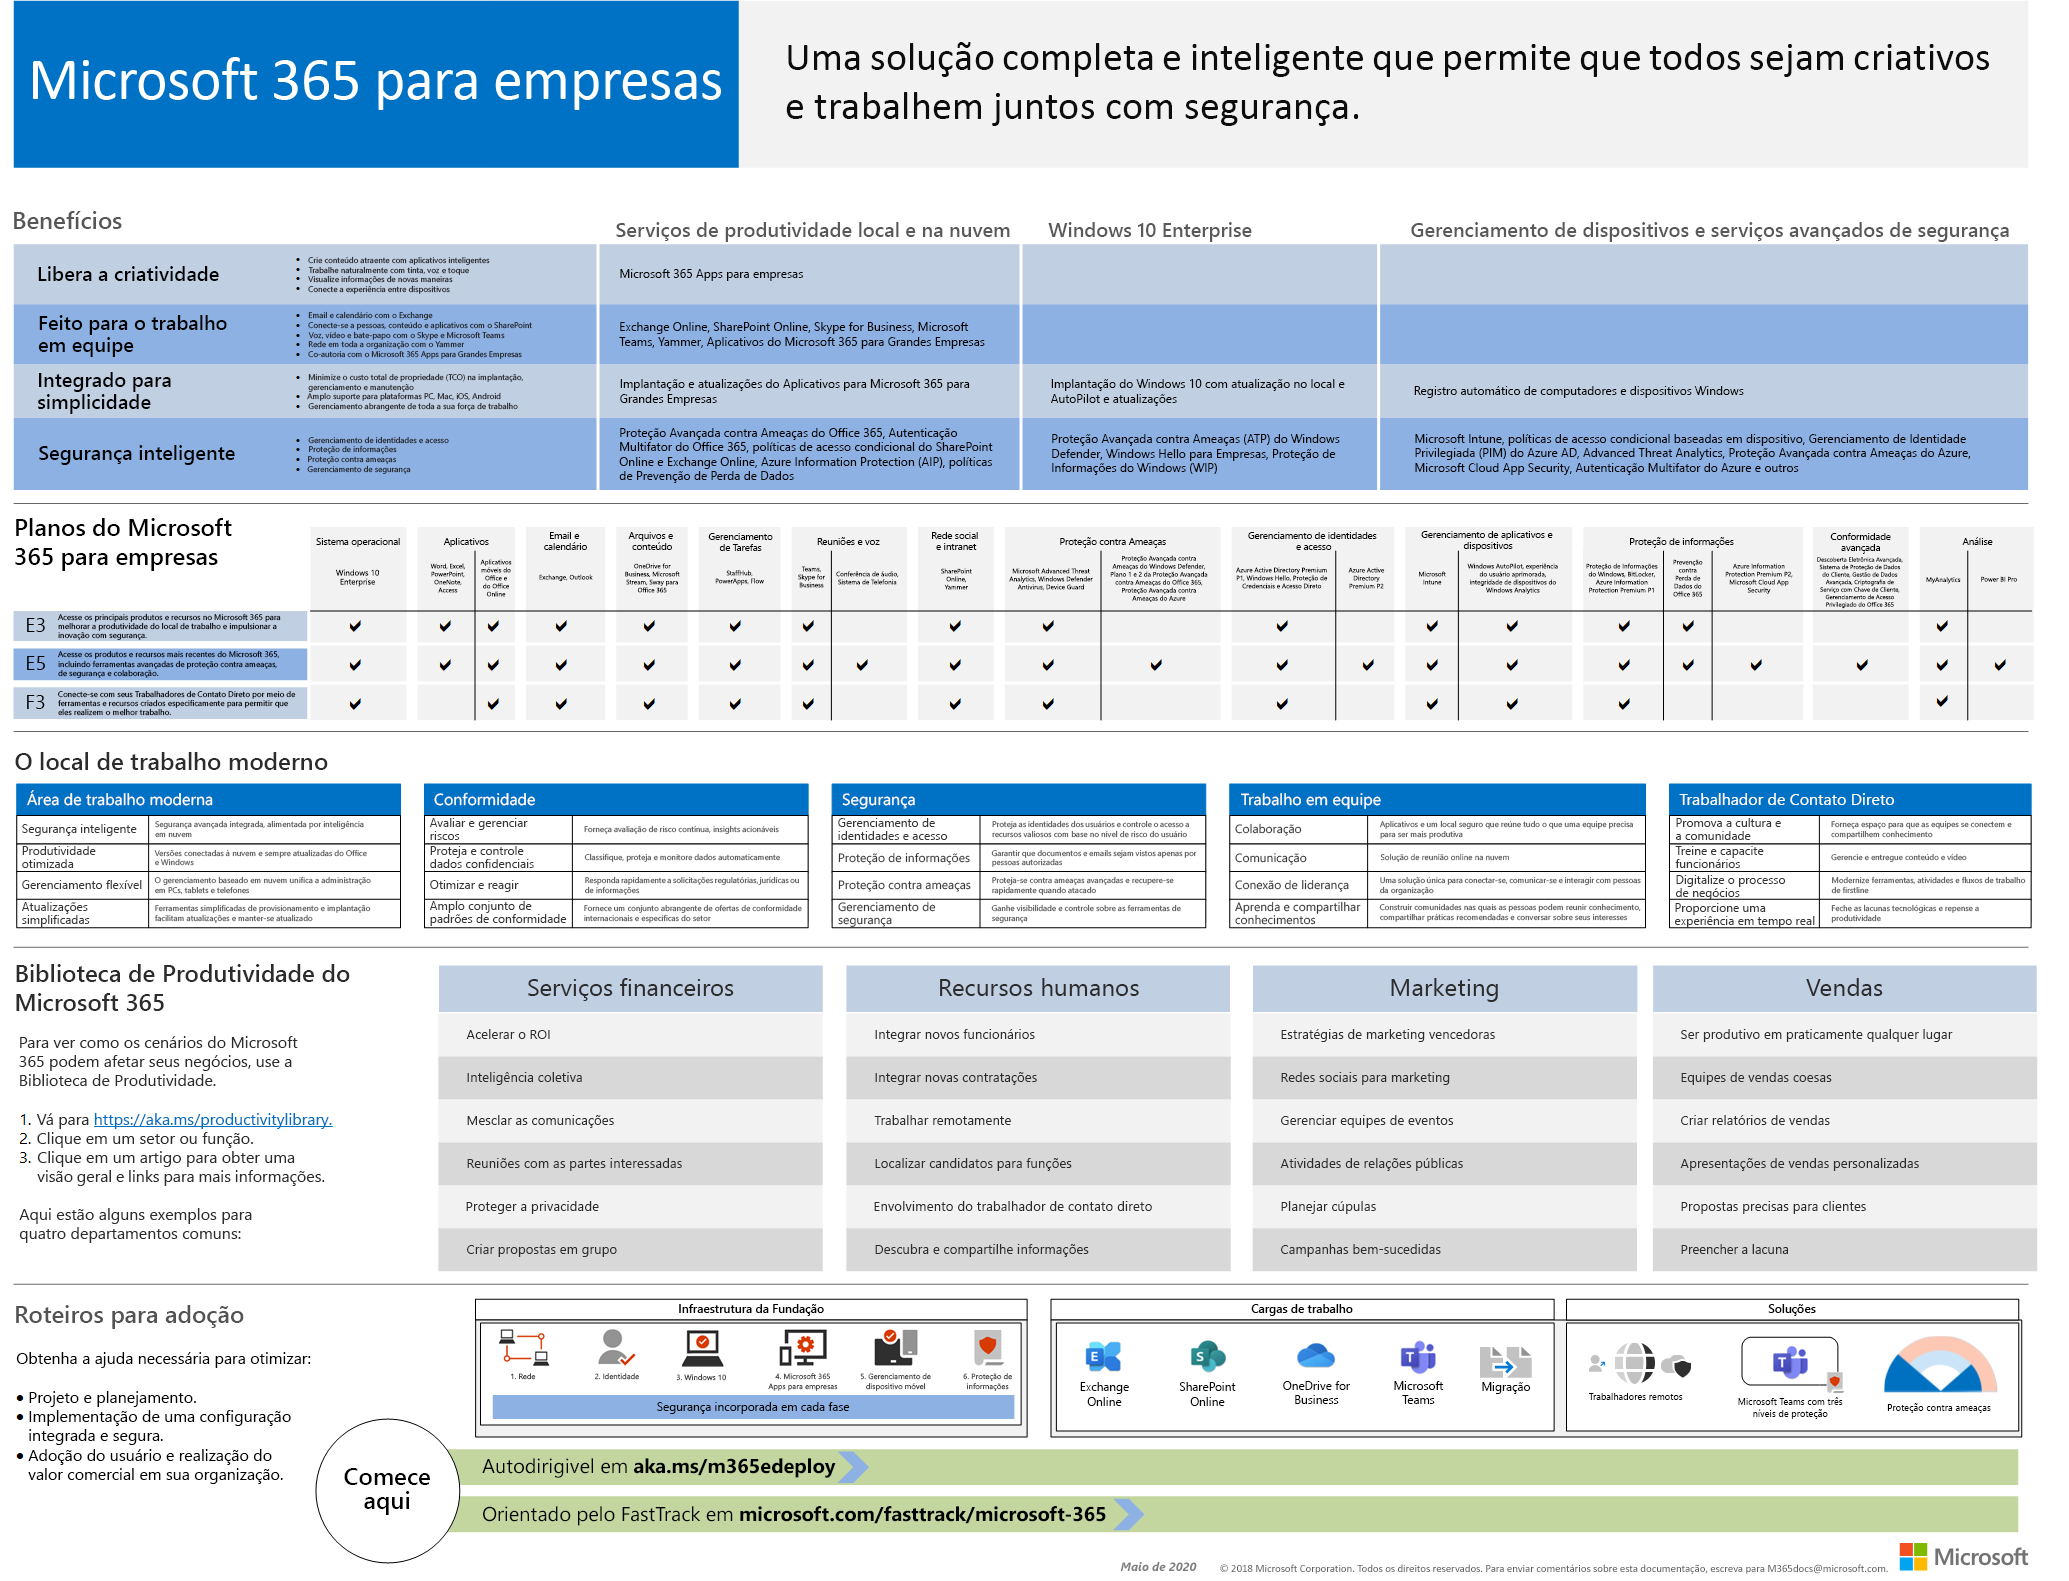 Microsoft 365 para empresas
Uma solução completa e inteligente que permite que todos sejam criativos
e trabalhem juntos com segurança.
Benefícios
Serviços de produtividade local e na nuvem
Windows 10 Enterprise
Gerenciamento de dispositivos e serviços avançados de segurança
Libera a criatividade
• Crie conteúdo atraente com aplicativos inteligentes
• Trabalhe naturalmente com tinta, voz e toque
• Visualize informações de novas maneiras
• Conecte a experiência entre dispositivos
Microsoft 365 Apps para empresas
Feito para o trabalho
em equipe
• Email e calendário com o Exchange
• Conecte-se a pessoas, conteúdo e aplicativos com o SharePoint
• Voz, vídeo e bate-papo com o Skype e Microsoft Teams
• Rede em toda a organização com o Yammer
• Co-autoria com o Microsoft 365 Apps para Grandes Empresas
Exchange Online, SharePoint Online, Skype for Business, Microsoft
Teams, Yammer, Aplicativos do Microsoft 365 para Grandes Empresas
Integrado para
simplicidade
• Minimize o custo total de propriedade (TCO) na implantação,
gerenciamento e manutenção
• Amplo suporte para plataformas PC, Mac, iOS, Android
• Gerenciamento abrangente de toda a sua força de trabalho
Implantação e atualizações do Aplicativos para Microsoft 365 para
Grandes Empresas
Implantação do Windows 10 com atualização no local e
AutoPilot e atualizações
Registro automático de computadores e dispositivos Windows
Segurança inteligente
• Gerenciamento de identidades e acesso
• Proteção de informações
• Proteção contra ameaças
• Gerenciamento de segurança
Proteção Avançada contra Ameaças do Office 365, Autenticação
Multifator do Office 365, políticas de acesso condicional do SharePoint
Online e Exchange Online, Azure Information Protection (AIP), políticas
de Prevenção de Perda de Dados
Proteção Avançada contra Ameaças (ATP) do Windows
Defender, Windows Hello para Empresas, Proteção de
Informações do Windows (WIP)
Microsoft Intune, políticas de acesso condicional baseadas em dispositivo, Gerenciamento de Identidade
Privilegiada (PIM) do Azure AD, Advanced Threat Analytics, Proteção Avançada contra Ameaças do Azure,
Microsoft Cloud App Security, Autenticação Multifator do Azure e outros
Planos do Microsoft
365 para empresas
Sistema operacional
Windows 10
Enterprise
Aplicativos
Word, Excel,
PowerPoint,
OneNote,
Access
Aplicativos
móveis do
Office e
do Office
Online
Email e
calendário
Exchange, Outlook
Arquivos e
conteúdo
OneDrive for
Business, Microsoft
Stream, Sway para
Office 365
Gerenciamento
de Tarefas
StaffHub,
PowerApps, Flow
Reuniões e voz
Teams,
Skype for
Business
Conferência de áudio,
Sistema de Telefonia
Rede social
e intranet
SharePoint
Online,
Yammer
Proteção contra Ameaças
Microsoft Advanced Threat
Analytics, Windows Defender
Antivirus, Device Guard
Proteção Avançada contra
Ameaças do Windows Defender,
Plano 1 e 2 da Proteção Avançada
contra Ameaças do Office 365,
Proteção Avançada contra
Ameaças do Azure
Gerenciamento de identidades
e acesso
Azure Active Directory Premium
P1, Windows Hello, Proteção de
Credenciais e Acesso Direto
Azure Active
Directory
Premium P2
Gerenciamento de aplicativos e
dispositivos
Microsoft
Intune
Windows AutoPilot, experiência
do usuário aprimorada,
integridade de dispositivos do
Windows Analytics
Proteção de informações
Proteção de Informações
do Windows, BitLocker,
Azure Information
Protection Premium P1
Prevenção
contra
Perda de
Dados do
Office 365
Azure Information
Protection Premium P2,
Microsoft Cloud App
Security
Conformidade
avançada
Descoberta Eletrônica Avançada,
Sistema de Proteção de Dados
do Cliente, Gestão de Dados
Avançada, Criptografia de
Serviço com Chave de Cliente,
Gerenciamento de Acesso
Privilegiado do Office 365
Análise
MyAnalytics
Power BI Pro
E3
Acesse os principais produtos e recursos no Microsoft 365 para
melhorar a produtividade do local de trabalho e impulsionar a
inovação com segurança.
E5
Acesse os produtos e recursos mais recentes do Microsoft 365,
incluindo ferramentas avançadas de proteção contra ameaças,
de segurança e colaboração.
F3
Conecte-se com seus Trabalhadores de Contato Direto por meio de
ferramentas e recursos criados especificamente para permitir que
eles realizem o melhor trabalho.
O local de trabalho moderno
Área de trabalho moderna
Segurança inteligente
Segurança avançada integrada, alimentada por inteligência
em nuvem
Produtividade
otimizada
Versões conectadas à nuvem e sempre atualizadas do Office
e Windows
Gerenciamento flexível
O gerenciamento baseado em nuvem unifica a administração
em PCs, tablets e telefones
Atualizações
simplificadas
Ferramentas simplificadas de provisionamento e implantação
facilitam atualizações e manter-se atualizado
Conformidade
Avaliar e gerenciar
riscos
Forneça avaliação de risco contínua, insights acionáveis
Proteja e controle
dados confidenciais
Classifique, proteja e monitore dados automaticamente
Otimizar e reagir
Responda rapidamente a solicitações regulatórias, jurídicas ou
de informações
Amplo conjunto de
padrões de conformidade
Fornece um conjunto abrangente de ofertas de conformidade
internacionais e específicas do setor
Segurança
Gerenciamento de
identidades e acesso
Proteja as identidades dos usuários e controle o acesso a
recursos valiosos com base no nível de risco do usuário
Proteção de informações
Garantir que documentos e emails sejam vistos apenas por
pessoas autorizadas
Proteção contra ameaças
Proteja-se contra ameaças avançadas e recupere-se
rapidamente quando atacado
Gerenciamento de
segurança
Ganhe visibilidade e controle sobre as ferramentas de
segurança
Trabalho em equipe
Colaboração
Aplicativos e um local seguro que reúne tudo o que uma equipe precisa
para ser mais produtiva
Comunicação
Solução de reunião online na nuvem
Conexão de liderança
Uma solução única para conectar-se, comunicar-se e interagir com pessoas
da organização
Aprenda e compartilhar
conhecimentos
Construir comunidades nas quais as pessoas podem reunir conhecimento,
compartilhar práticas recomendadas e conversar sobre seus interesses
Trabalhador de Contato Direto
Promova a cultura e
a comunidade
Forneça espaço para que as equipes se conectem e
compartilhem conhecimento
Treine e capacite
funcionários
Gerencie e entregue conteúdo e vídeo
Digitalize o processo
de negócios
Modernize ferramentas, atividades e fluxos de trabalho
de firstline
Proporcione uma
experiência em tempo real
Feche as lacunas tecnológicas e repense a
produtividade
Biblioteca de Produtividade do
Microsoft 365
Para ver como os cenários do Microsoft
365 podem afetar seus negócios, use a
Biblioteca de Produtividade.
1. Vá para https://aka.ms/productivitylibrary.
2. Clique em um setor ou função.
3. Clique em um artigo para obter uma
visão geral e links para mais informações.
Aqui estão alguns exemplos para
quatro departamentos comuns:
Serviços financeiros
Acelerar o ROI
Inteligência coletiva
Mesclar as comunicações
Reuniões com as partes interessadas
Proteger a privacidade
Criar propostas em grupo
Recursos humanos
Integrar novos funcionários
Integrar novas contratações
Trabalhar remotamente
Localizar candidatos para funções
Envolvimento do trabalhador de contato direto
Descubra e compartilhe informações
Marketing
Estratégias de marketing vencedoras
Redes sociais para marketing
Gerenciar equipes de eventos
Atividades de relações públicas
Planejar cúpulas
Campanhas bem-sucedidas
Vendas
Ser produtivo em praticamente qualquer lugar
Equipes de vendas coesas
Criar relatórios de vendas
Apresentações de vendas personalizadas
Propostas precisas para clientes
Preencher a lacuna
Roteiros para adoção
Obtenha a ajuda necessária para otimizar:
• Projeto e planejamento.
• Implementação de uma configuração
integrada e segura.
• Adoção do usuário e realização do
valor comercial em sua organização.
Infraestrutura da Fundação
1. Rede
2. Identidade
3. Windows 10
4. Microsoft 365
Apps para empresas
5. Gerenciamento de
dispositivo móvel
6. Proteção de
informações
Segurança incorporada em cada fase
Cargas de trabalho
Exchange
Online
SharePoint
Online
OneDrive for
Business
Microsoft
Teams
Migração
Soluções
Trabalhadores remotos
Microsoft Teams com três
níveis de proteção
Proteção contra ameaças
Comece
aqui
Autodirigivel em aka.ms/m365edeploy
Orientado pelo FastTrack em microsoft.com/fasttrack/microsoft-365
Maio de 2020
© 2018 Microsoft Corporation. Todos os direitos reservados. Para enviar comentários sobre esta documentação, escreva para M365docs@microsoft.com.
Microsoft